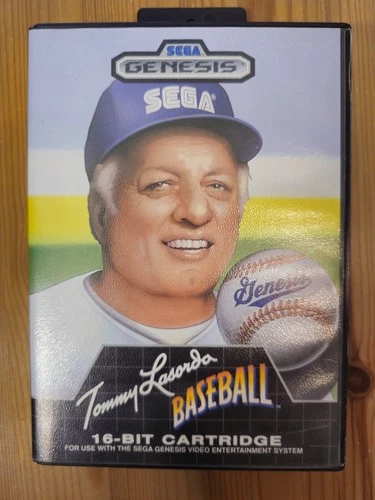 SEGA
GENESIS
SEGA
Genesis
Tommy Lasorda
BASEBALL
16-BIT CARTRIDGE
FOR USE WITH THE SEGA GENESIS VIDEO ENTERTAINMENT SYSTEM